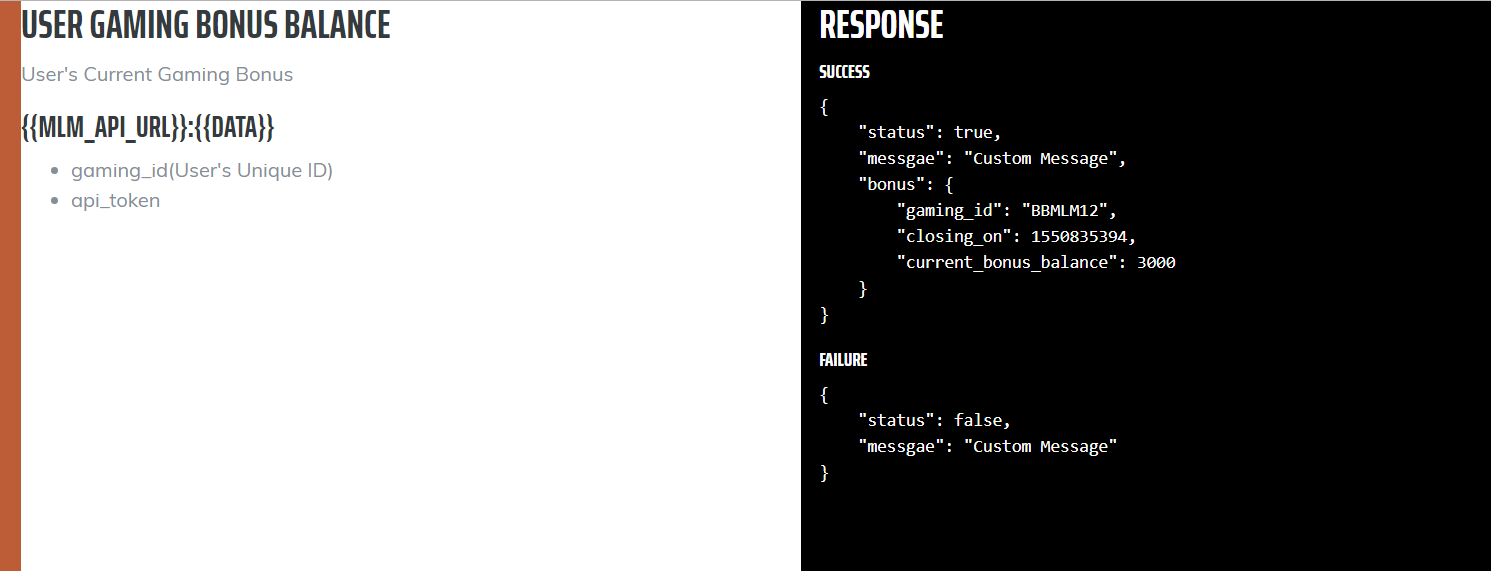 USER GAMING BONUS BALANCE
User's Current Gaming Bonus
{{MLM_API_URL}}:{{DATA}}
• gaming_id(User's Unique ID)
• api_token
RESPONSE
SUCCESS
{
    "status": true,
    "messgae": "Custom Message",
    "bonus": {
        "gaming_id": "BBMLM12",
        "closing_on": 1550835394,
        "current_bonus_balance": 3000
    }
}
FAILURE
{
    "status": false,
    "messgae": "Custom Message"
}